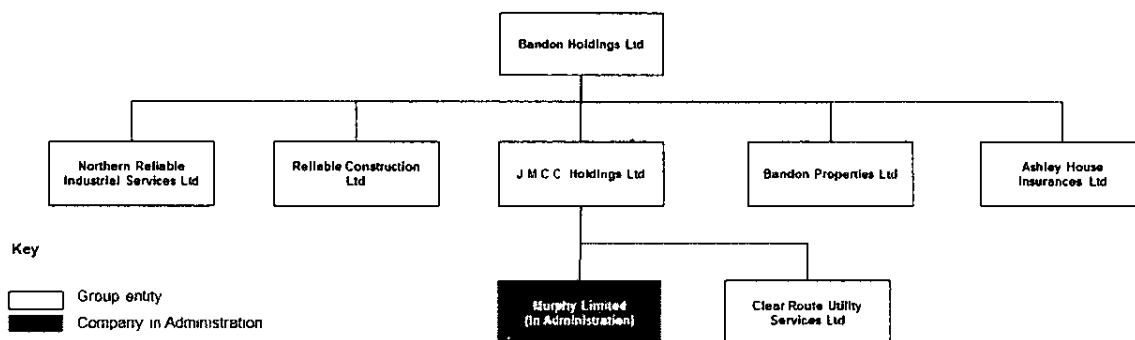 Bandon Holdings Ltd
Northern Reliable
Industrial Services Ltd
Reliable Construction
Ltd
J M C C Holdings Ltd
Bandon Properties Ltd
Ashley House
Insurances Ltd
Key
Group entity
Company in Administration
Murphy Limited
(In Administration)
Clear Route Utility
Services Ltd